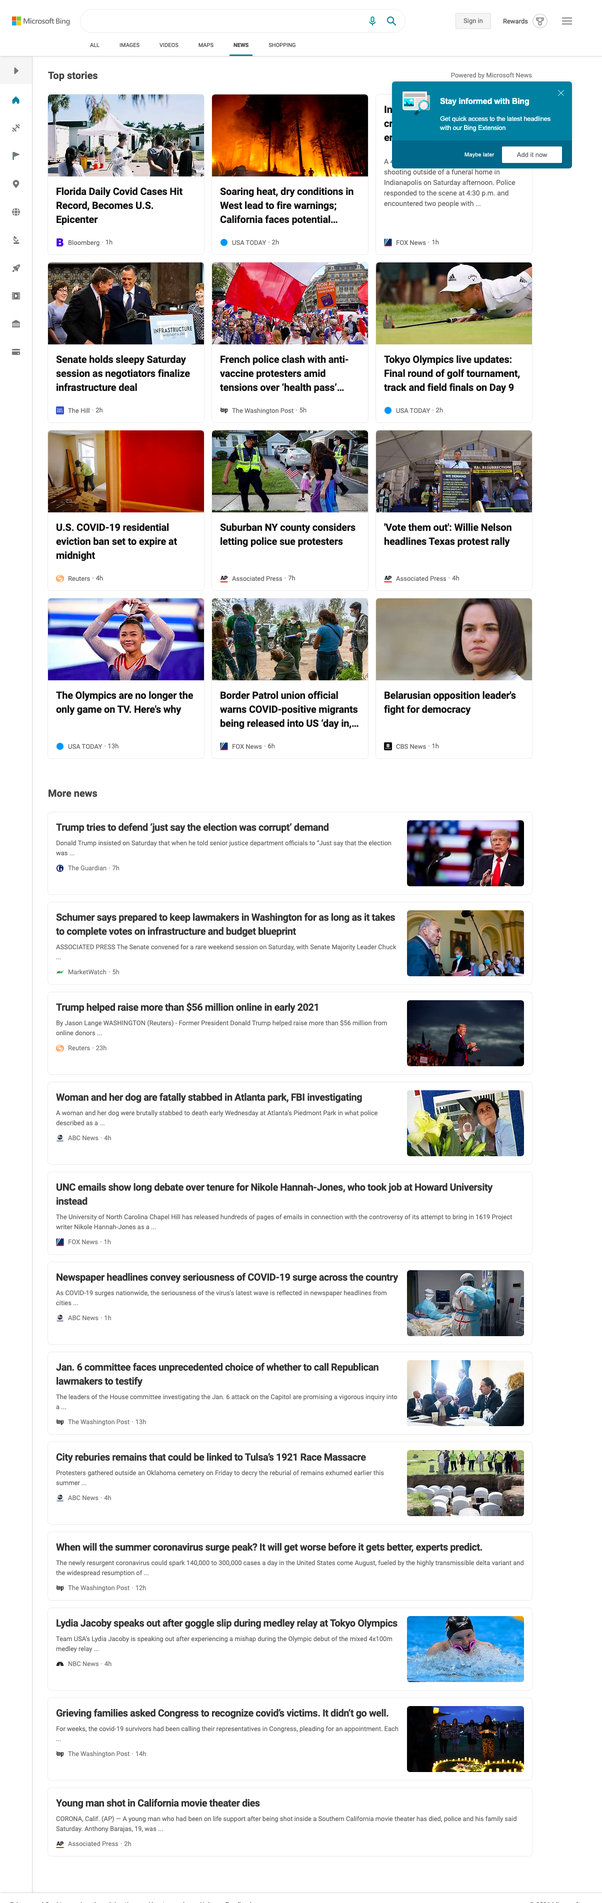 Microsoft Bing
Sign in
Rewards
ALL
IMAGES
VIDEOS
MAPS
NEWS
SHOPPING
Top stories
Powered by Microsoft News
Stay informed with Bing
Get quick access to the latest headlines
with our Bing Extension
Maybe later
Add it now
Florida Daily Covid Cases Hit
Record, Becomes U.S.
Epicenter
Bloomberg · 1h
Soaring heat, dry conditions in
West lead to fire warnings;
California faces potential...
USA TODAY · 2h
shooting outside of a funeral home in
Indianapolis on Saturday afternoon. Police
responded to the scene at 4:30 p.m. and
encountered two people with ...
FOX News · 1h
INFRASTRUCTURE
Senate holds sleepy Saturday
session as negotiators finalize
infrastructure deal
The Hill · 2h
French police clash with anti-
vaccine protesters amid
tensions over ‘health pass’...
The Washington Post · 5h
Tokyo Olympics live updates:
Final round of golf tournament,
track and field finals on Day 9
USA TODAY · 2h
U.S. COVID-19 residential
eviction ban set to expire at
midnight
Reuters · 4h
Suburban NY county considers
letting police sue protesters
Associated Press · 7h
'Vote them out': Willie Nelson
headlines Texas protest rally
Associated Press · 4h
The Olympics are no longer the
only game on TV. Here's why
USA TODAY · 13h
Border Patrol union official
warns COVID-positive migrants
being released into US 'day in,...
FOX News · 6h
Belarusian opposition leader's
fight for democracy
CBS News · 1h
More news
Trump tries to defend ‘just say the election was corrupt’ demand
Donald Trump insisted on Saturday that when he told senior justice department officials to “Just say that the election
was ...
The Guardian · 7h
Schumer says prepared to keep lawmakers in Washington for as long as it takes
to complete votes on infrastructure and budget blueprint
ASSOCIATED PRESS The Senate convened for a rare weekend session on Saturday, with Senate Majority Leader Chuck
...
MarketWatch · 5h
Trump helped raise more than $56 million online in early 2021
By Jason Lange WASHINGTON (Reuters) - Former President Donald Trump helped raise more than $56 million from
online donors ...
Reuters · 23h
Woman and her dog are fatally stabbed in Atlanta park, FBI investigating
A woman and her dog were brutally stabbed to death early Wednesday at Atlanta's Piedmont Park in what police
described as a ...
ABC News · 4h
UNC emails show long debate over tenure for Nikole Hannah-Jones, who took job at Howard University
instead
The University of North Carolina Chapel Hill has released hundreds of pages of emails in connection with the controversy of its attempt to bring in 1619 Project
writer Nikole Hannah-Jones as a ...
FOX News · 1h
Newspaper headlines convey seriousness of COVID-19 surge across the country
As COVID-19 surges nationwide, the seriousness of the virus's latest wave is reflected in newspaper headlines from
cities ...
ABC News · 1h
Jan. 6 committee faces unprecedented choice of whether to call Republican
lawmakers to testify
The leaders of the House committee investigating the Jan. 6 attack on the Capitol are promising a vigorous inquiry into
a ...
The Washington Post · 13h
City reburies remains that could be linked to Tulsa's 1921 Race Massacre
Protesters gathered outside an Oklahoma cemetery on Friday to decry the reburial of remains exhumed earlier this
summer ...
ABC News · 4h
When will the summer coronavirus surge peak? It will get worse before it gets better, experts predict.
The newly resurgent coronavirus could spark 140,000 to 300,000 cases a day in the United States come August, fueled by the highly transmissible delta variant and
the widespread resumption of ...
The Washington Post · 12h
Lydia Jacoby speaks out after goggle slip during medley relay at Tokyo Olympics
Team USA's Lydia Jacoby is speaking out after experiencing a mishap during the Olympic debut of the mixed 4x100m
medley relay ...
NBC News · 4h
Grieving families asked Congress to recognize covid's victims. It didn't go well.
For weeks, the covid-19 survivors had been calling their representatives in Congress, pleading for an appointment. Each
...
The Washington Post · 14h
Young man shot in California movie theater dies
CORONA, Calif. (AP) — A young man who had been on life support after being shot inside a Southern California movie theater has died, police and his family said
Saturday. Anthony Barajas, 19, was ...
Associated Press · 2h